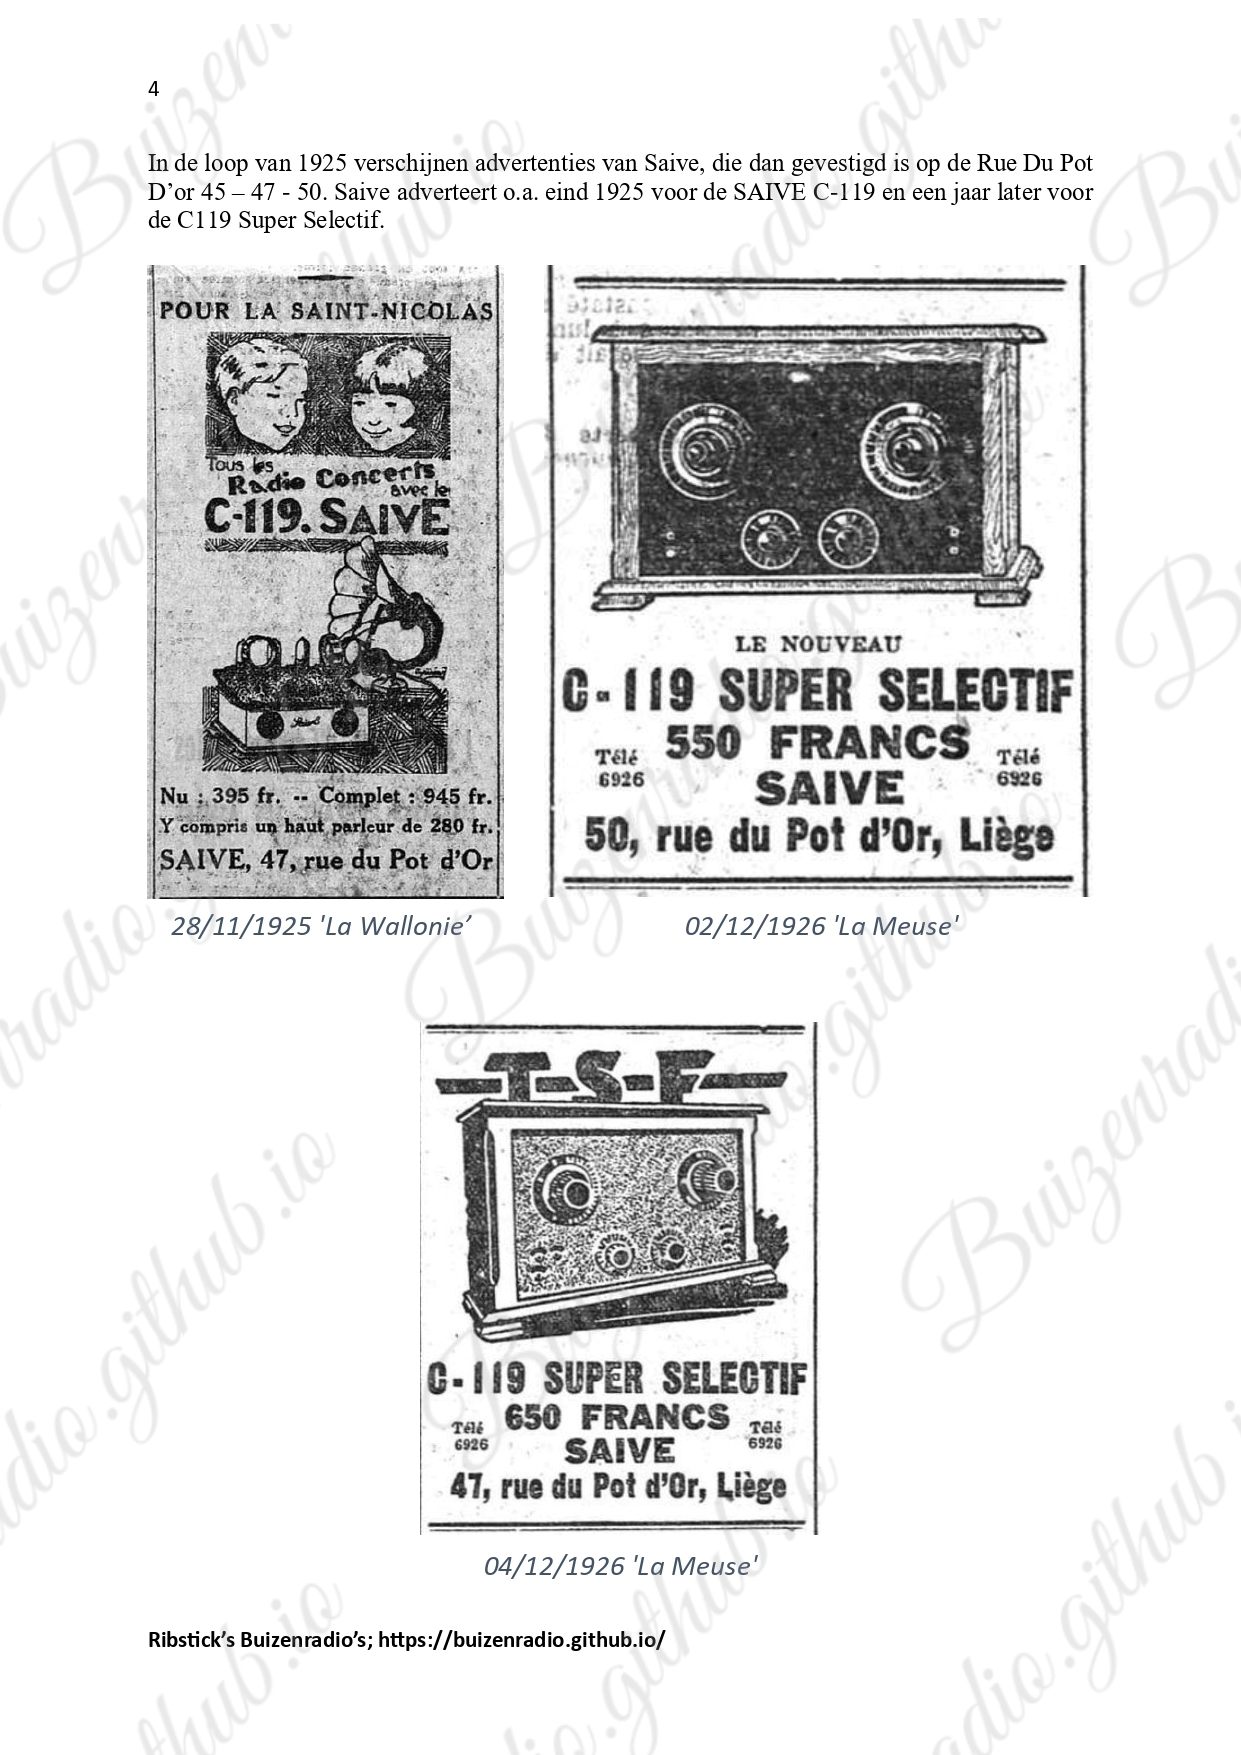 4
In de loop van 1925 verschijnen advertenties van Saive, die dan gevestigd is op de Rue Du Pot
D’or 45 – 47 - 50. Saive adverteert o.a. eind 1925 voor de SAIVE C-119 en een jaar later voor
de C119 Super Selectif.
POUR LA SAINT-NICOLAS
Tous les
Radio Concerts
avec le
C-119. SAIVE
Nu : 395 fr. -- Complet : 945 fr.
Y compris un haut parleur de 280 fr.
SAIVE, 47, rue du Pot d'Or
28/11/1925 'La Wallonie’
LE NOUVEAU
C-119 SUPER SELECTIF
550 FRANCS
Télé
6926
Télé
6926
SAIVE
50, rue du Pot d'Or, Liège
02/12/1926 'La Meuse'
T-S-F
C-119 SUPER SELECTIF
650 FRANCS
Télé
6926
Télé
6926
SAIVE
47, rue du Pot d'Or, Liège
04/12/1926 'La Meuse'
Ribstick’s Buizenradio’s; https://buizenradio.github.io/
Buizenradio.github.io